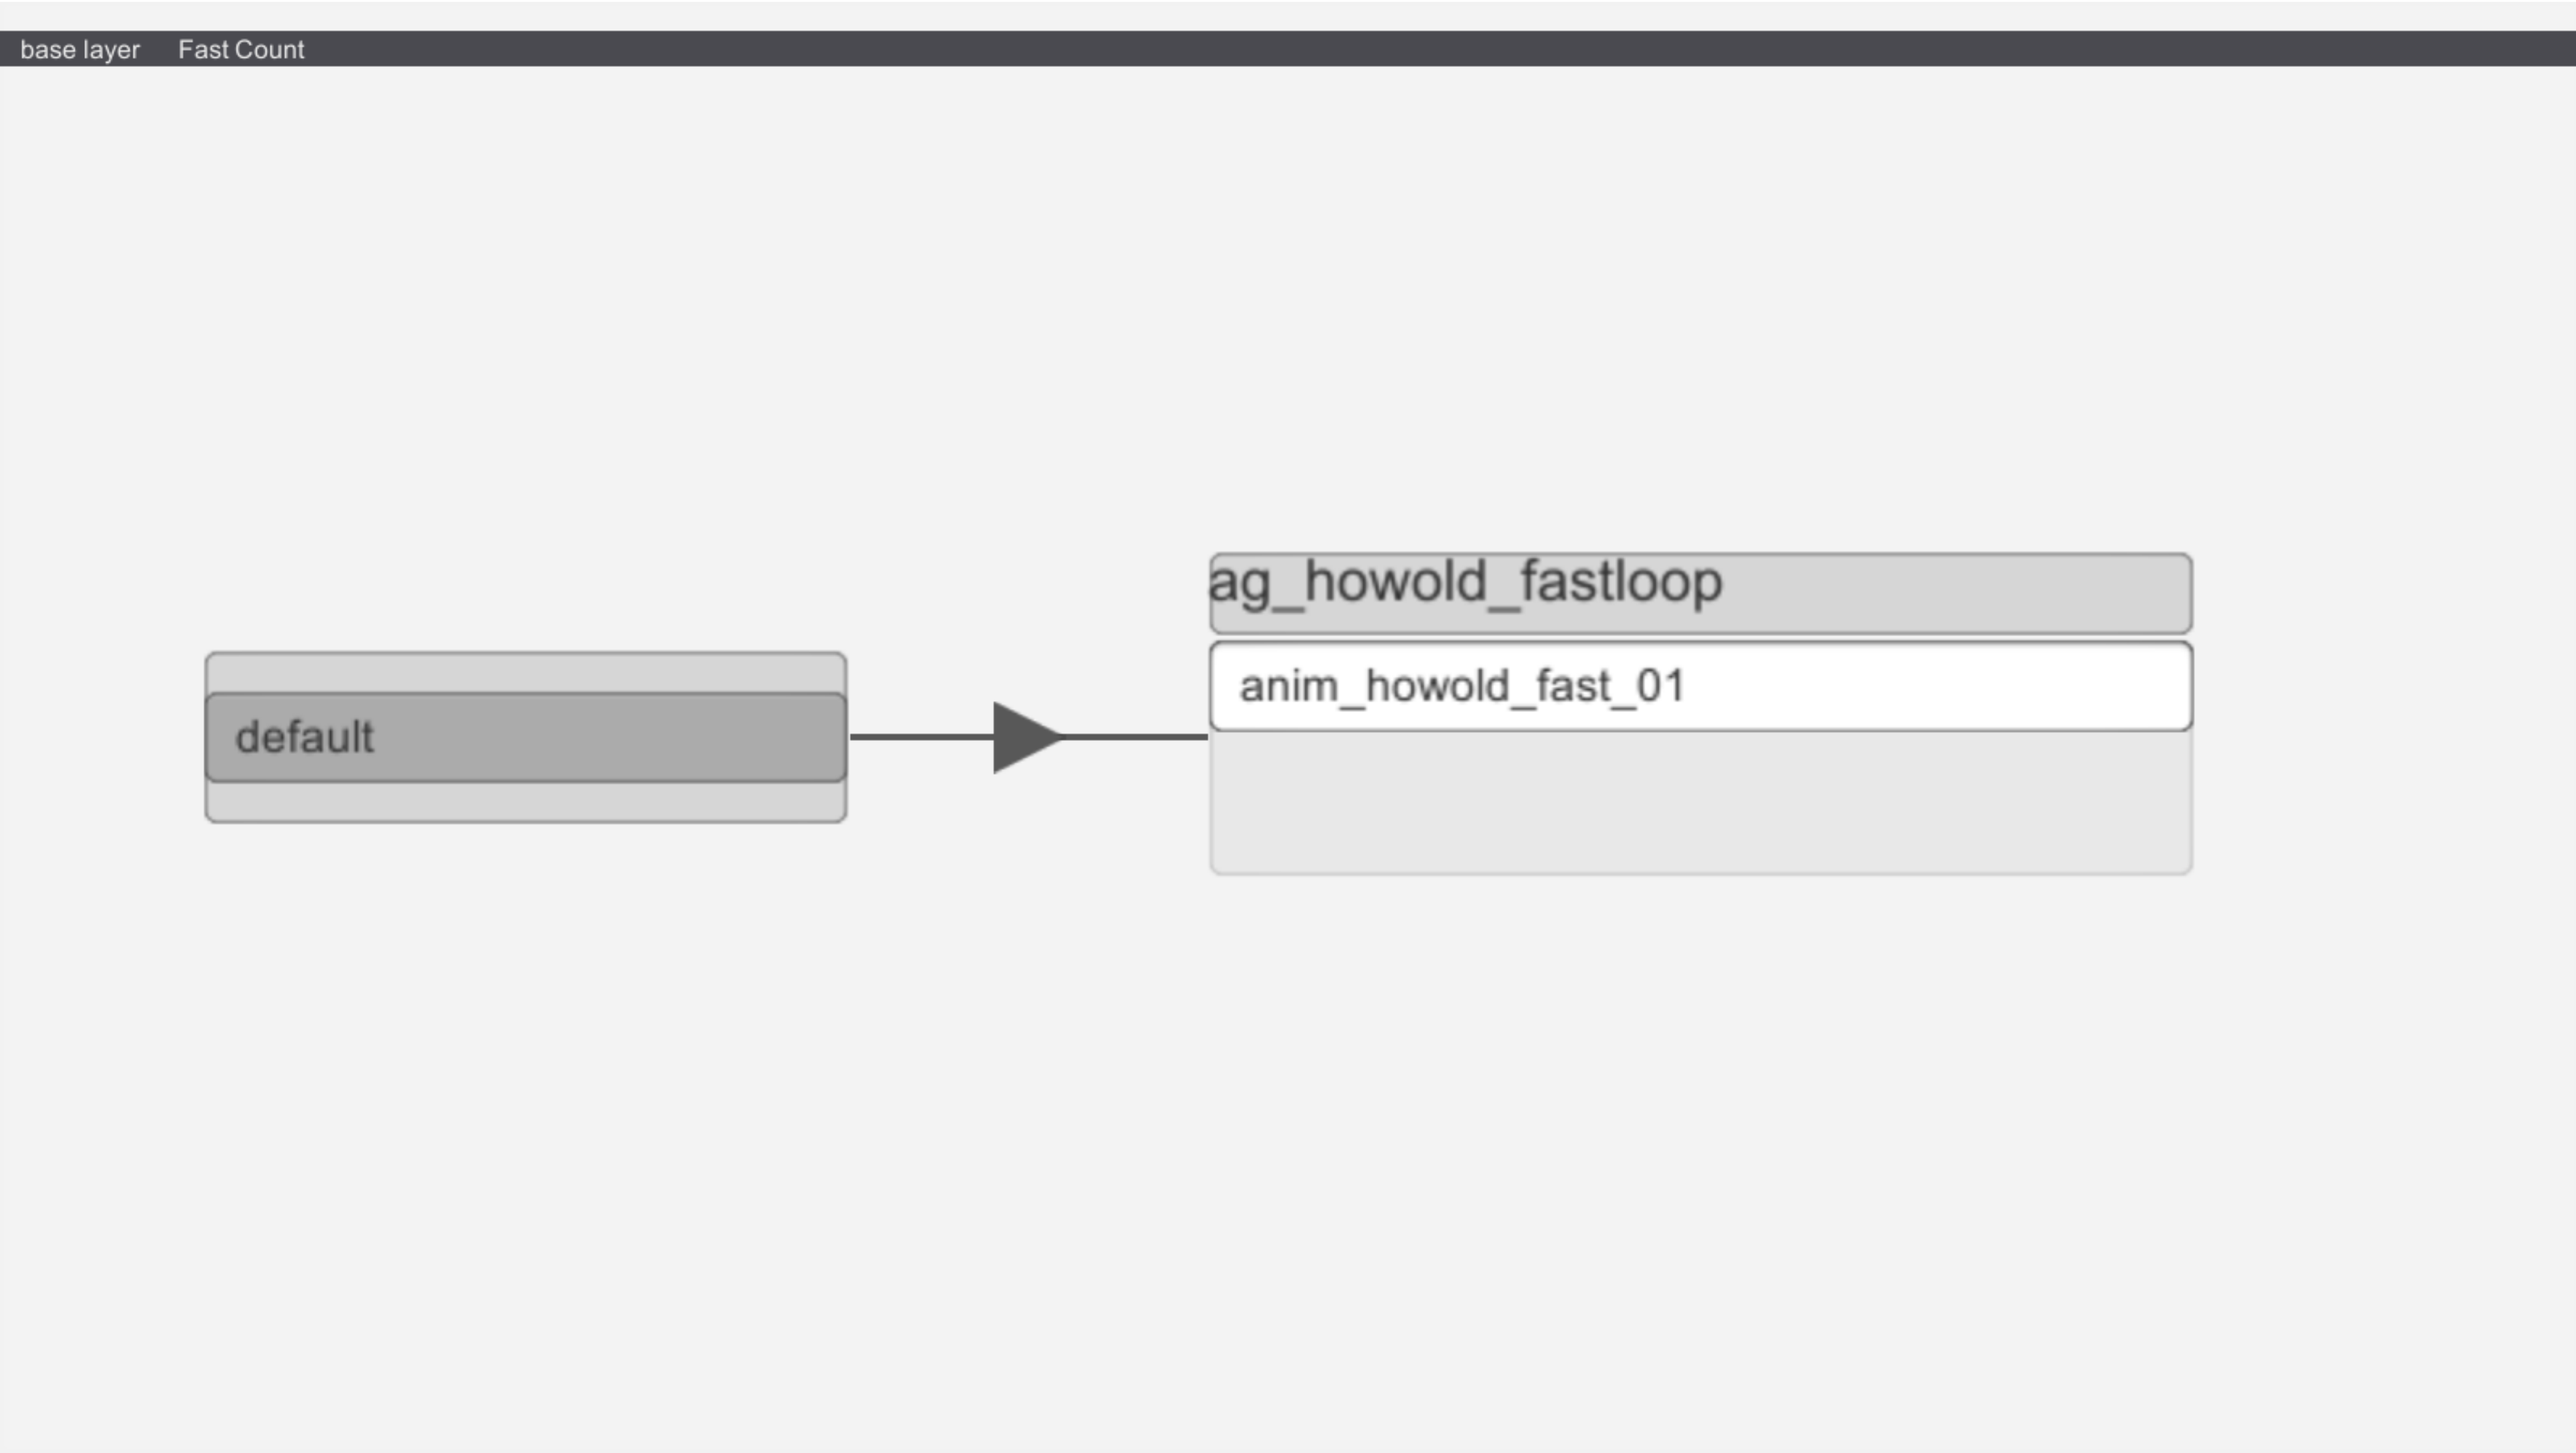 base layer Fast Count
ag_howold_fastloop
anim_howold_fast_01
default